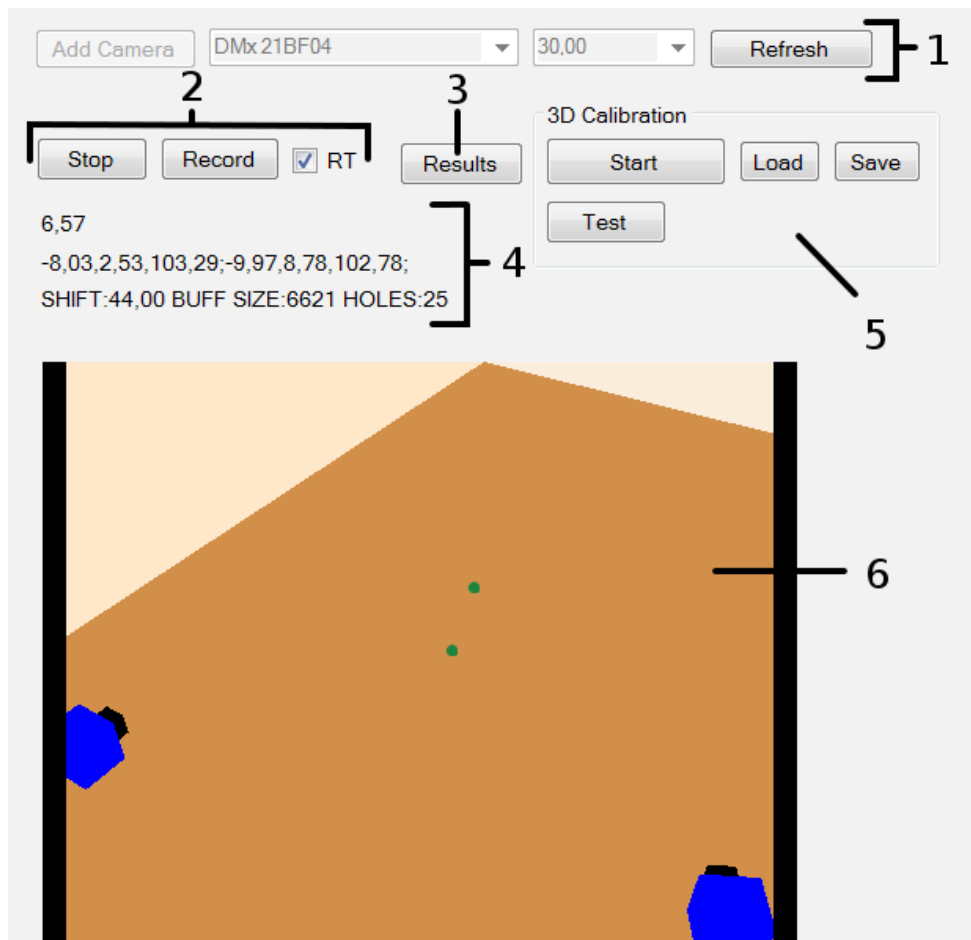 Add Camera DMx 21BF04 30,00 Refresh 1
2 3
3D Calibration
Stop Record RT Results Start Load Save
6,57 Test
-8,03,2,53,103,29;-9,97,8,78,102,78; 4
SHIFT:44,00 BUFF SIZE:6621 HOLES:25
5
6